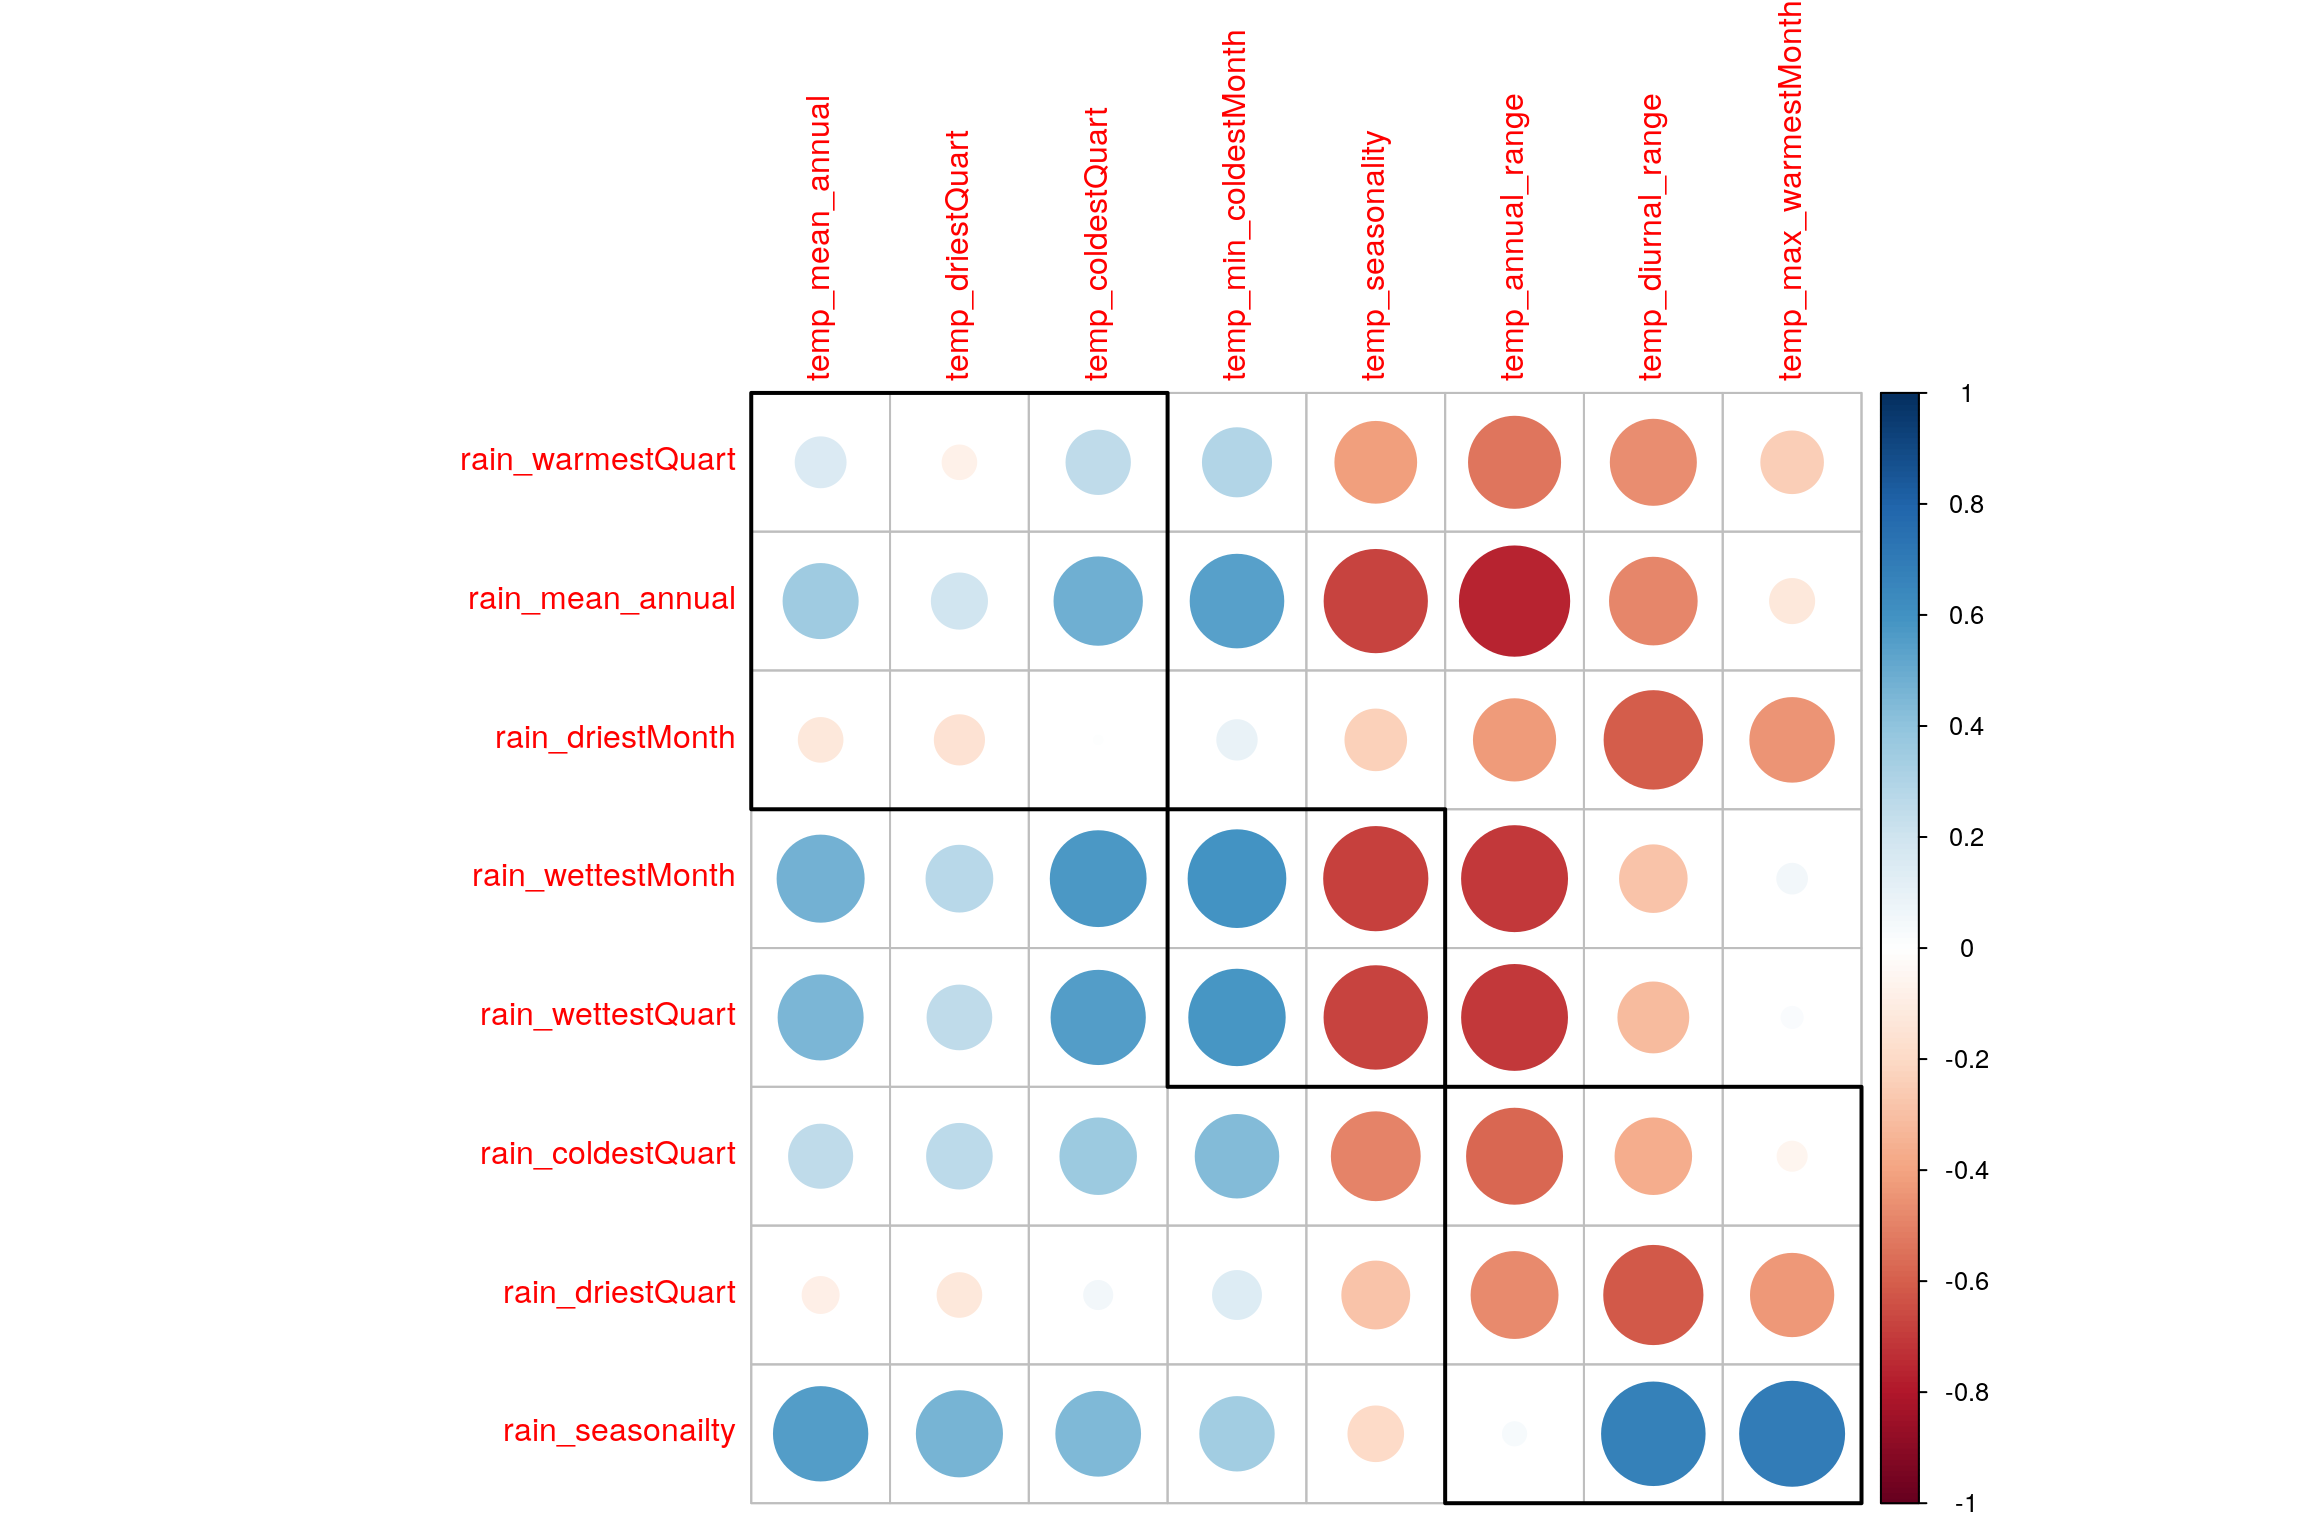 temp_mean_annual
temp_driestQuart
temp_coldestQuart
temp_min_coldestMonth
temp_seasonality
temp_annual_range
temp_diurnal_range
temp_max_warmestMonth
rain_warmestQuart
rain_mean_annual
rain_driestMonth
rain_wettestMonth
rain_wettestQuart
rain_coldestQuart
rain_driestQuart
rain_seasonailty
1
0.8
0.6
0.4
0.2
0
-0.2
-0.4
-0.6
-0.8
-1